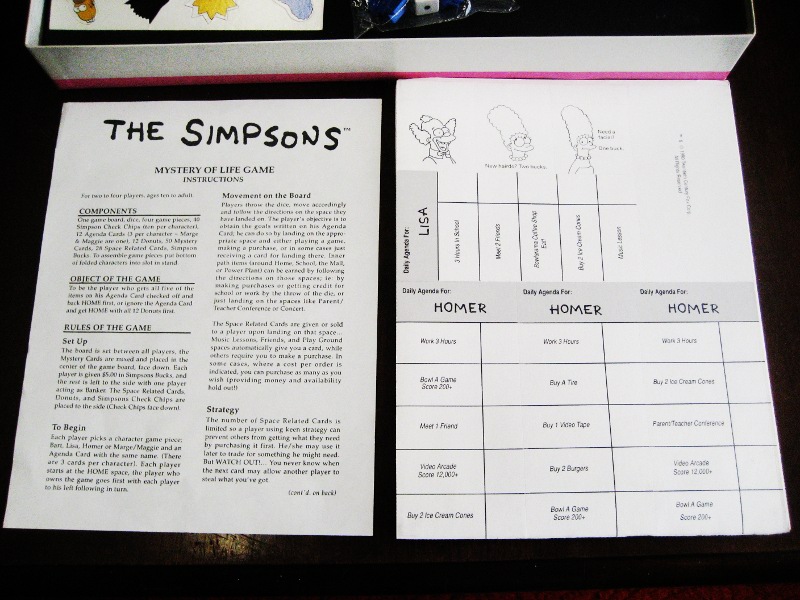 THE SIMPSONS™
MYSTERY OF LIFE GAME
INSTRUCTIONS
For two to four players, ages ten to adult.
COMPONENTS
One game board, dice, four game pieces, 40
Simpson Check Chips (ten per character),
12 Agenda Cards (3 per character - Marge
& Maggie are one), 12 Donuts, 50 Mystery
Cards, 28 Space Related Cards, Simpson
Bucks. To assemble game pieces put bottom
of folded characters into slot to stand.
OBJECT OF THE GAME
To be the player who gets all five of the
items on his Agenda Card checked off and
back HOME first, or ignore the Agenda Card
and get HOME with all 12 Donuts first.
RULES OF THE GAME
Set Up
The board is set between all players, the
Mystery Cards are mixed and placed in the
center of the game board, face down. Each
player is given $5.00 in Simpsons Bucks, and
the rest is left to the side with one player
acting as Banker. The Space Related Cards,
Donuts, and Simpsons Check Chips are
placed to the side (Check Chips face down)
To Begin
Each player picks a character game piece;
Bart, Lisa, Homer or Marge/Maggie and an
Agenda Card with the same name. (There
are 3 cards per character). Each player
starts at the HOME space, the player who
owns the game goes first with each player
to his left following in turn.
Movement on the Board
Players throw the dice, move accordingly
and follow the directions on the space they
have landed on. The player's objective is to
obtain the goals written on his Agenda
Card; he can do so by landing on the appro-
priate space and either playing a game,
making a purchase, or in some cases just
receiving a card for landing there. Inner
path items (around Home, School, the Mall,
or Power Plant) can be earned by following
the directions on those spaces; ie. by
making purchases or getting credit for
school or work by the throw of the die, or
just landing on the spaces like Parent/
Teacher Conference or Concert.
The Space Related Cards are given or sold
to a player upon landing on that space...
Music Lessons, Friends, and Play Ground
spaces automatically give you a card, while
others require you to make a purchase. In
some cases, where a cost per order is
indicated, you can purchase as many as you
wish (providing money and availability
hold out!)
Strategy
The number of Space Related Cards is
limited so a player using keen strategy can
prevent others from getting what they need
by purchasing it first. He/she may use it
later to trade for something he might need.
But WATCH OUT!... You never know when
the next card may allow another player to
steal what you've got.
(cont'd. on back)
New hairdo? Two bucks.
Need a
facial?
One buck.
Daily Agenda For:
LISA
3 Hours In School
Meet 2 Friends
Buy 2 Ice Cream Cones
Music Lesson
Daily Agenda For: Daily Agenda For: Daily Agenda For:
HOMER HOMER HOMER
Work 3 Hours Work 3 Hours Work 3 Hours
Bowl A Game
Score 200+
Buy A Tire
Buy 2 Ice Cream Cones
Meet 1 Friend Buy 1 Video Tape Parent/Teacher Conference
Video Arcade
Score 12,000+
Buy 2 Burgers
Video Arcade
Score 12,000+
Buy 2 Ice Cream Cones
Bowl A Game
Score 200+
Bowl A Game
Score 200+